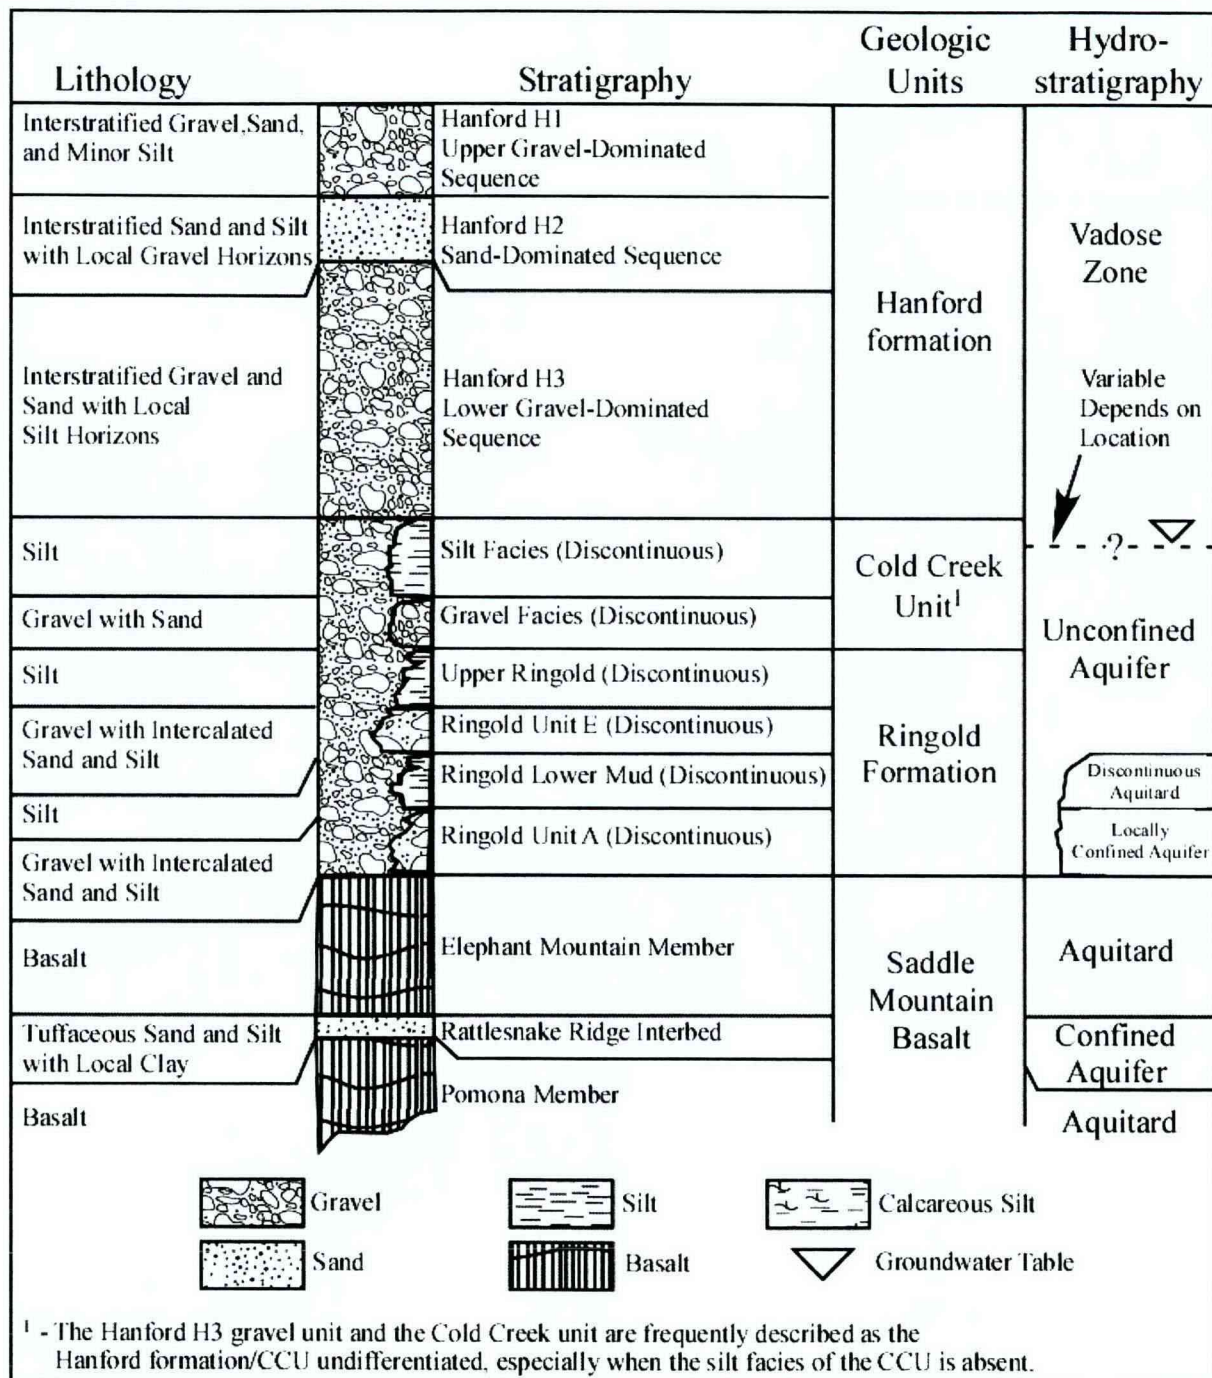 Lithology
Stratigraphy
Geologic
Units
Hydro-
stratigraphy
Interstratified Gravel,Sand,
and Minor Silt
Hanford H1
Upper Gravel-Dominated
Sequence
Interstratified Sand and Silt
with Local Gravel Horizons
Hanford H2
Sand-Dominated Sequence
Interstratified Gravel and
Sand with Local
Silt Horizons
Hanford H3
Lower Gravel-Dominated
Sequence
Hanford
formation
Vadose
Zone
Variable
Depends on
Location
?
Silt
Silt Facies (Discontinuous)
Gravel with Sand
Gravel Facies (Discontinuous)
Cold Creek
Unit1
Unconfined
Aquifer
Silt
Upper Ringold (Discontinuous)
Gravel with Intercalated
Sand and Silt
Ringold Unit E (Discontinuous)
Silt
Ringold Lower Mud (Discontinuous)
Gravel with Intercalated
Sand and Silt
Ringold Unit A (Discontinuous)
Ringold
Formation
Discontinuous
Aquitard
Locally
Confined Aquifer
Basalt
Elephant Mountain Member
Saddle
Mountain
Basalt
Aquitard
Tuffaceous Sand and Silt
with Local Clay
Rattlesnake Ridge Interbed
Confined
Aquifer
Basalt
Pomona Member
Aquitard
Gravel
Silt
Calcareous Silt
Sand
Basalt
Groundwater Table
1 - The Hanford H3 gravel unit and the Cold Creek unit are frequently described as the
Hanford formation/CCU undifferentiated, especially when the silt facies of the CCU is absent.